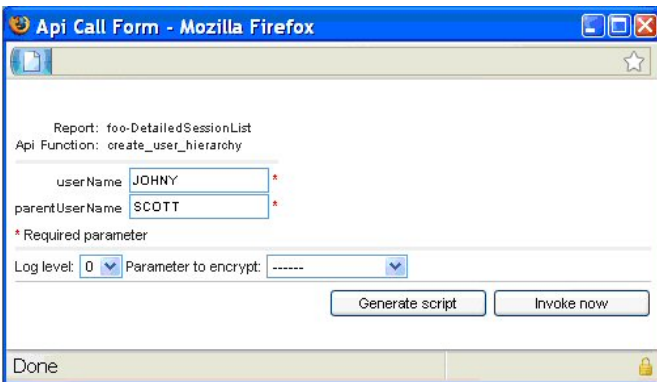 Api Call Form - Mozilla Firefox
Report: foo-DetailedSessionList
Api Function: create_user_hierarchy
userName JOHNY *
parentUserName SCOTT *
* Required parameter
Log level: 0 Parameter to encrypt: ------
Generate script Invoke now
Done